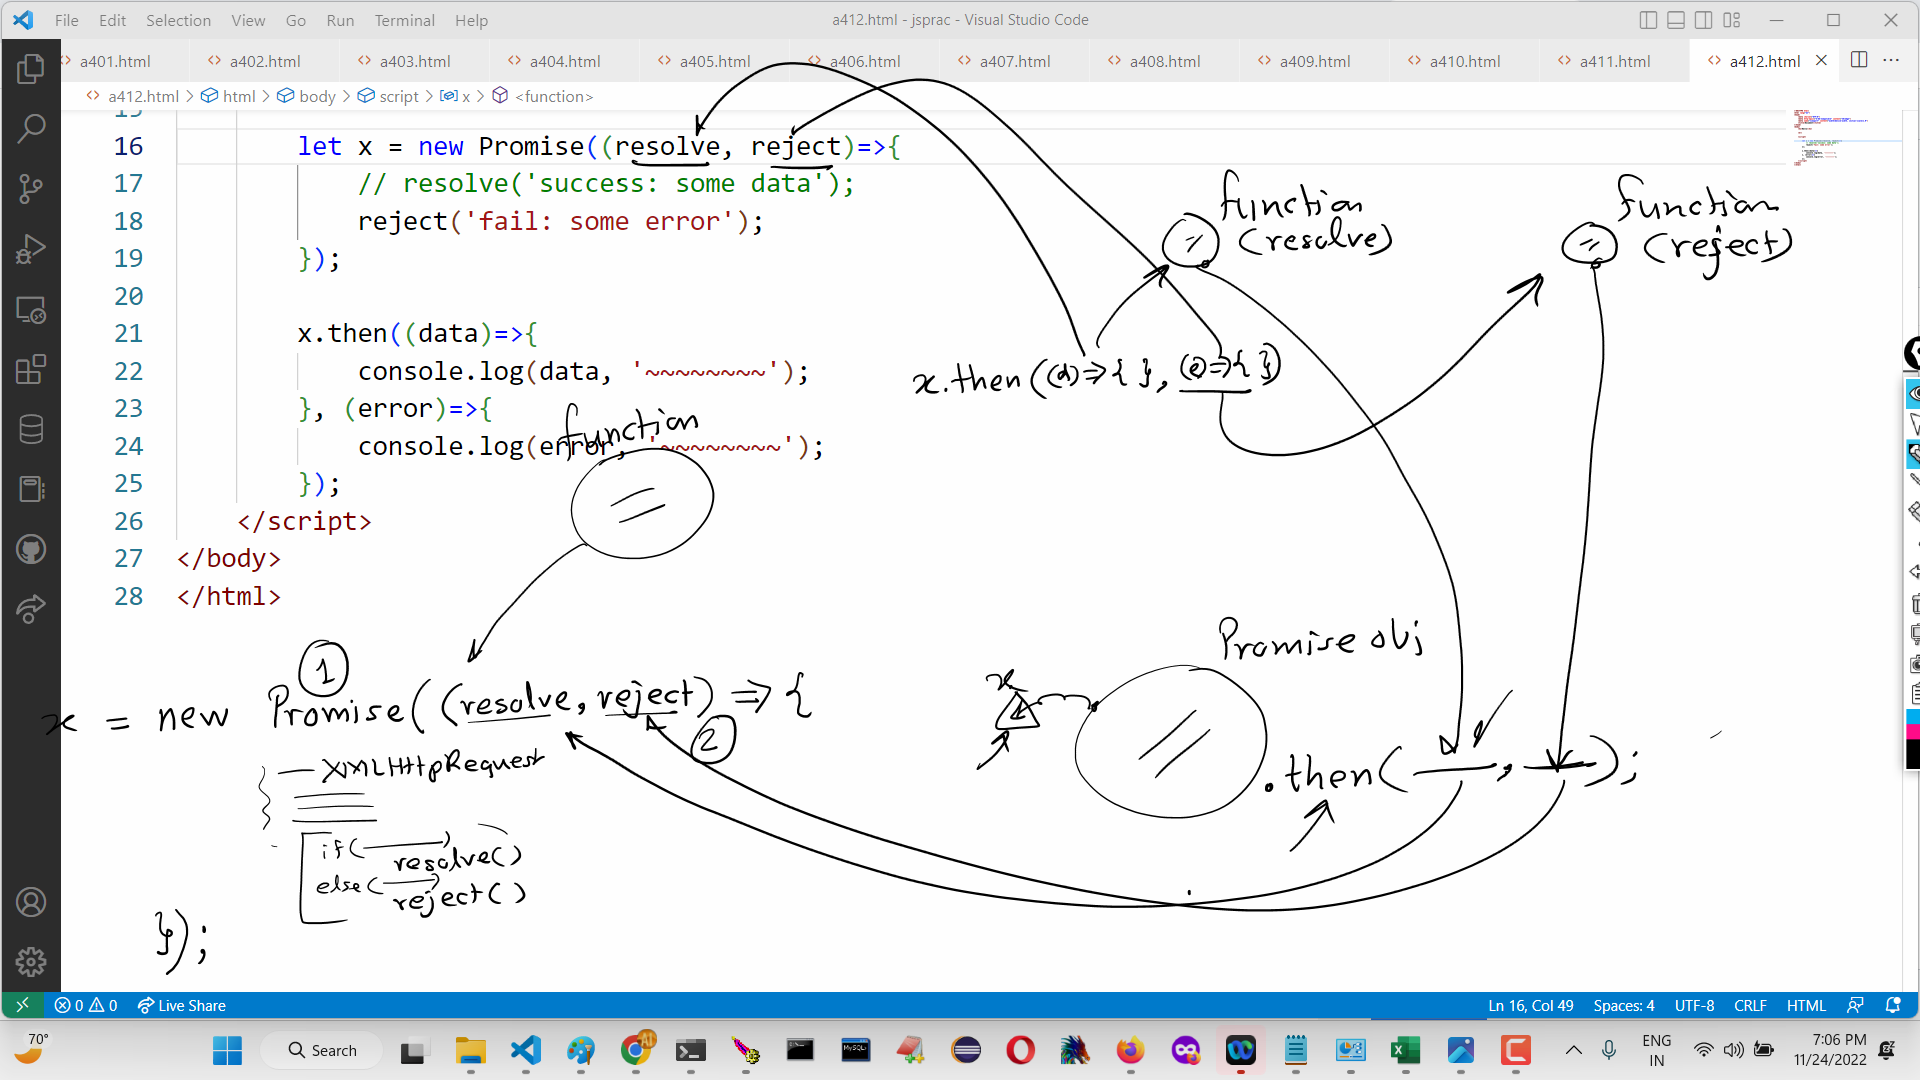 File Edit Selection View Go Run Terminal Help
a412.html - jsprac - Visual Studio Code
a401.html a402.html a403.html a404.html a405.html a406.html a407.html a408.html a409.html a410.html a411.html a412.html
a412.html > html > body > script > x > <function>
15
16 let x = new Promise((resolve, reject)=>{
17 // resolve('success: some data');
18 reject('fail: some error');
19 });
20
21 x.then((data)=>{
22 console.log(data, '~~~~~~~~');
23 }, (error)=>{
24 console.log(error, '~~~~~~~~');
25 });
26 </script>
27 </body>
28 </html>
function
(resolve)
function
(reject)
x.then((d)=>{ }, (e)=>{ })
function
Promise obj
1
x = new Promise((resolve, reject) => {
2
XMLHttpRequest
if( )
resolve()
else( )
reject()
});
x
.then( , );
0 0 Live Share
Ln 16, Col 49 Spaces: 4 UTF-8 CRLF HTML
70°
Search
AI
MySQL
ENG
IN
7:06 PM
11/24/2022